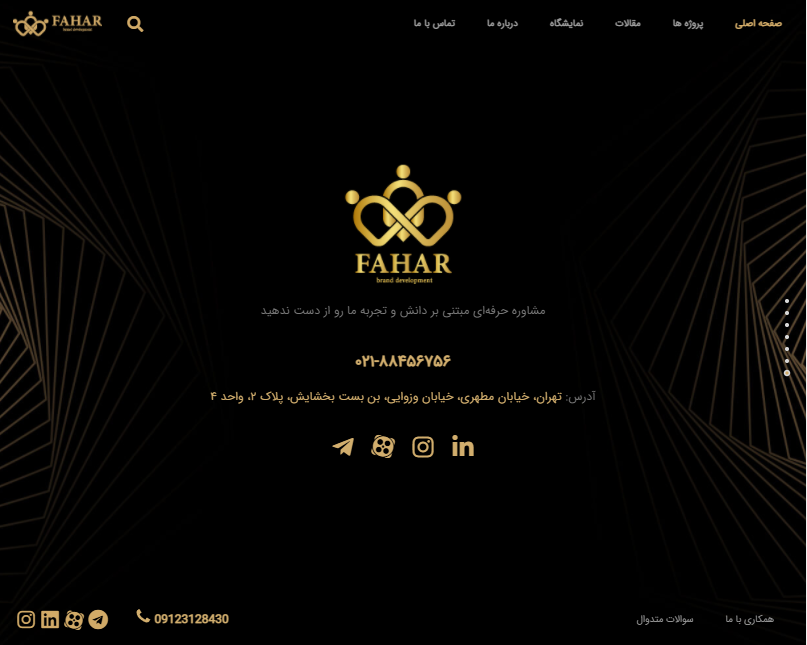 صفحه اصلی
پروژه ها
مقالات
نمایشگاه
درباره ما
تماس با ما
FAHAR
brand development
FAHAR
brand development
مشاوره حرفه‌ای مبتنی بر دانش و تجربه ما رو از دست ندهید
۰۲۱-۸۸۴۵۶۷۵۶
آدرس: تهران، خیابان مطهری، خیابان وزوایی، بن بست بخشایش، پلاک ۲، واحد ۴
همکاری با ما
سوالات متدوال
09123128430